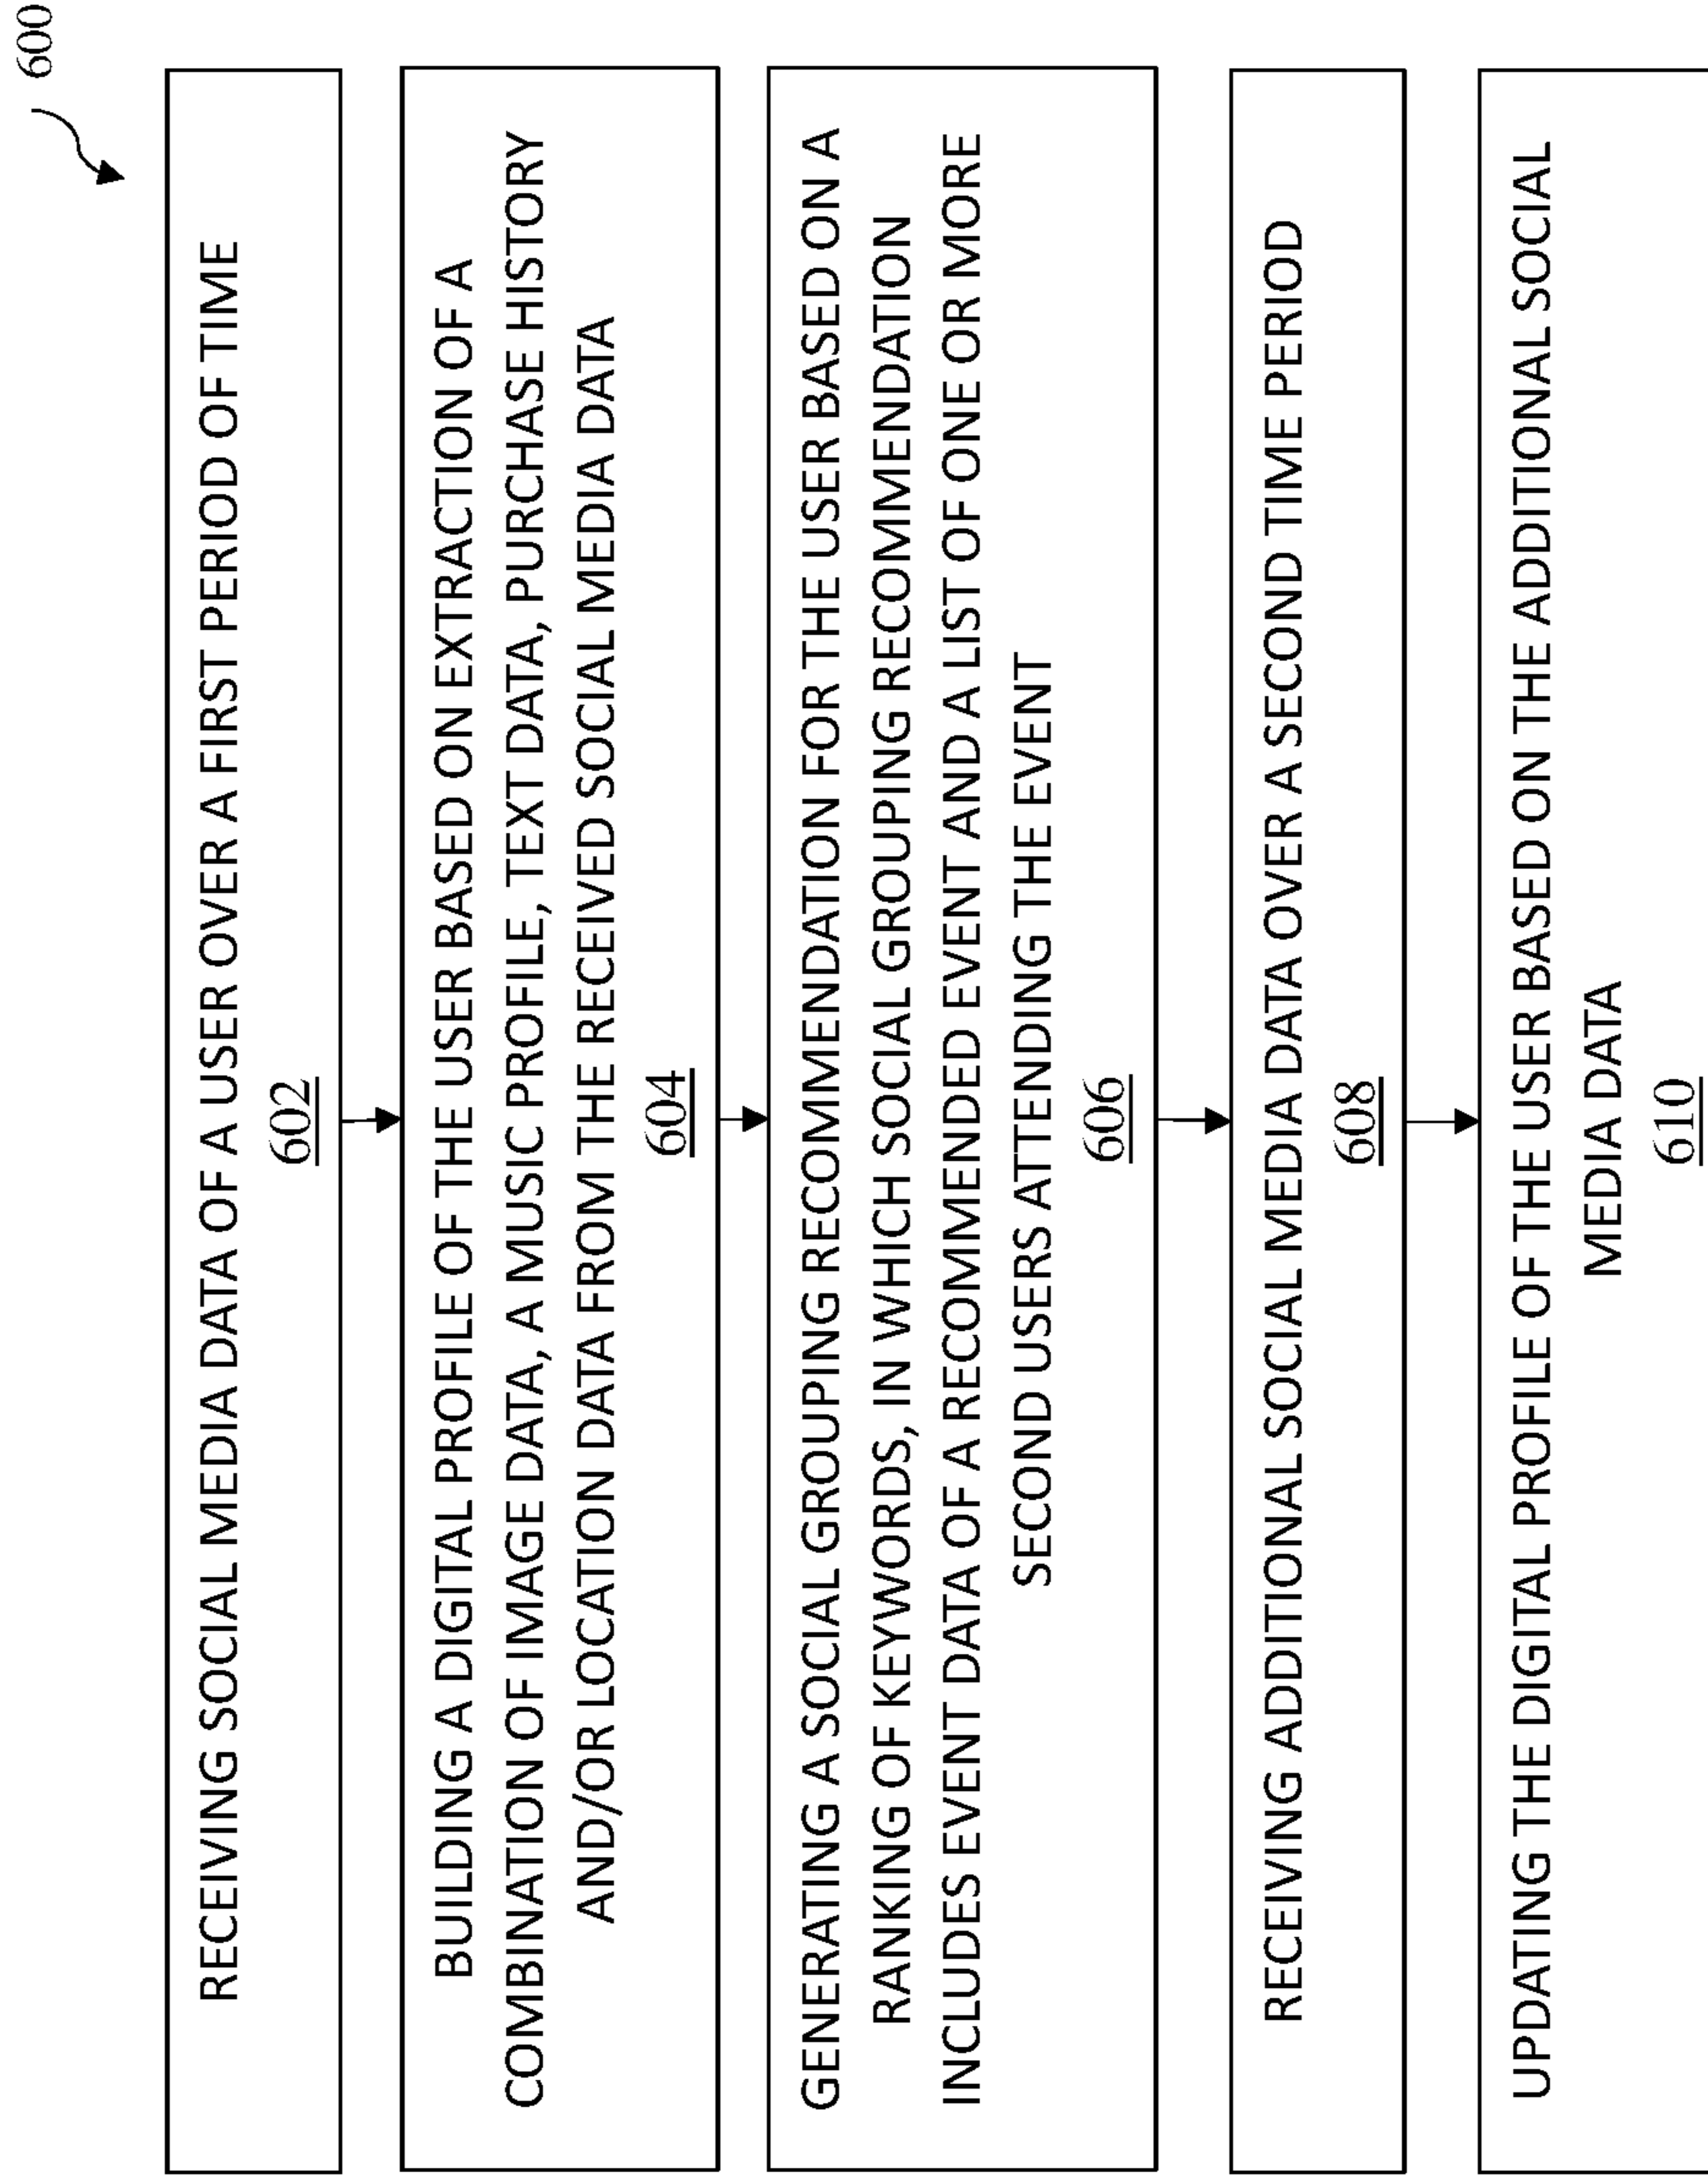 600
RECEIVING SOCIAL MEDIA DATA OF A USER OVER A FIRST PERIOD OF TIME
602
BUILDING A DIGITAL PROFILE OF THE USER BASED ON EXTRACTION OF A
COMBINATION OF IMAGE DATA, A MUSIC PROFILE, TEXT DATA, PURCHASE HISTORY
AND/OR LOCATION DATA FROM THE RECEIVED SOCIAL MEDIA DATA
604
GENERATING A SOCIAL GROUPING RECOMMENDATION FOR THE USER BASED ON A
RANKING OF KEYWORDS, IN WHICH SOCIAL GROUPING RECOMMENDATION
INCLUDES EVENT DATA OF A RECOMMENDED EVENT AND A LIST OF ONE OR MORE
SECOND USERS ATTENDING THE EVENT
606
RECEIVING ADDITIONAL SOCIAL MEDIA DATA OVER A SECOND TIME PERIOD
608
UPDATING THE DIGITAL PROFILE OF THE USER BASED ON THE ADDITIONAL SOCIAL
MEDIA DATA
610